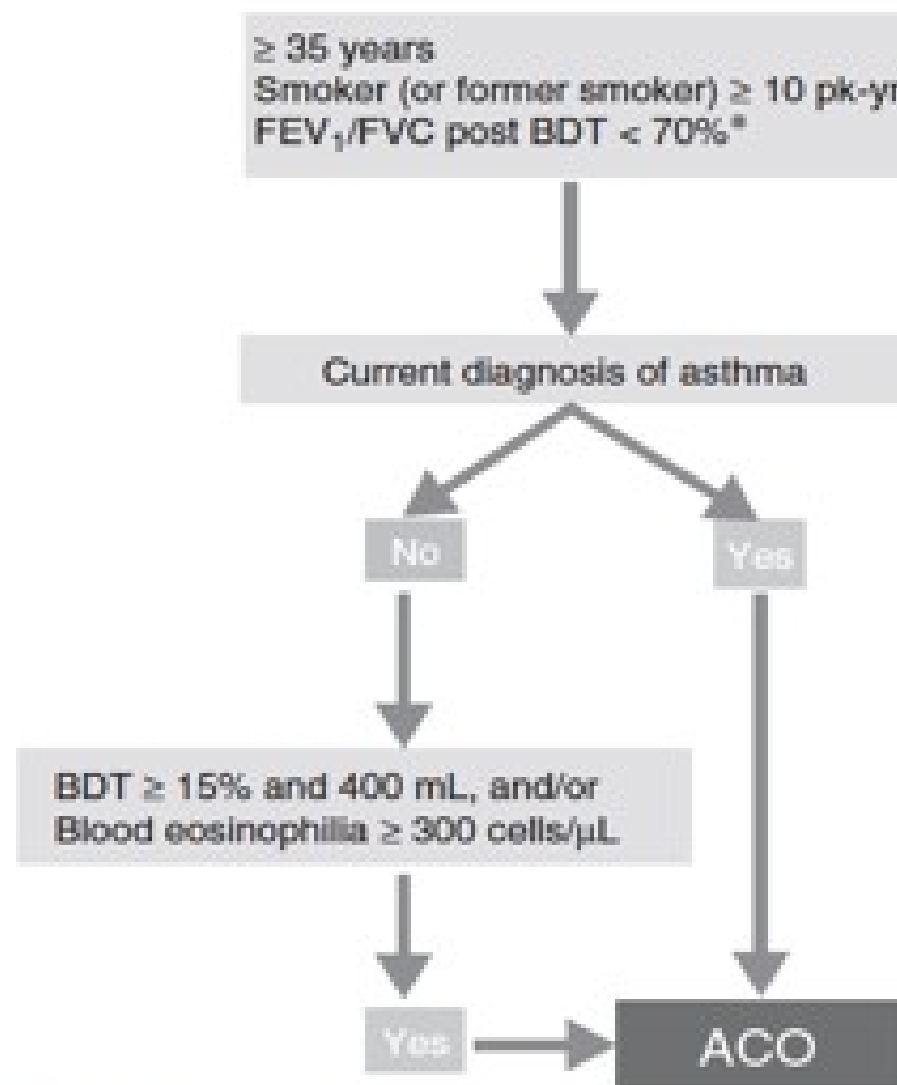 ≥ 35 years
Smoker (or former smoker) ≥ 10 pk-yr
FEV₁/FVC post BDT < 70%*
Current diagnosis of asthma
No
Yes
BDT ≥ 15% and 400 mL, and/or
Blood eosinophilia ≥ 300 cells/µL
Yes
ACO